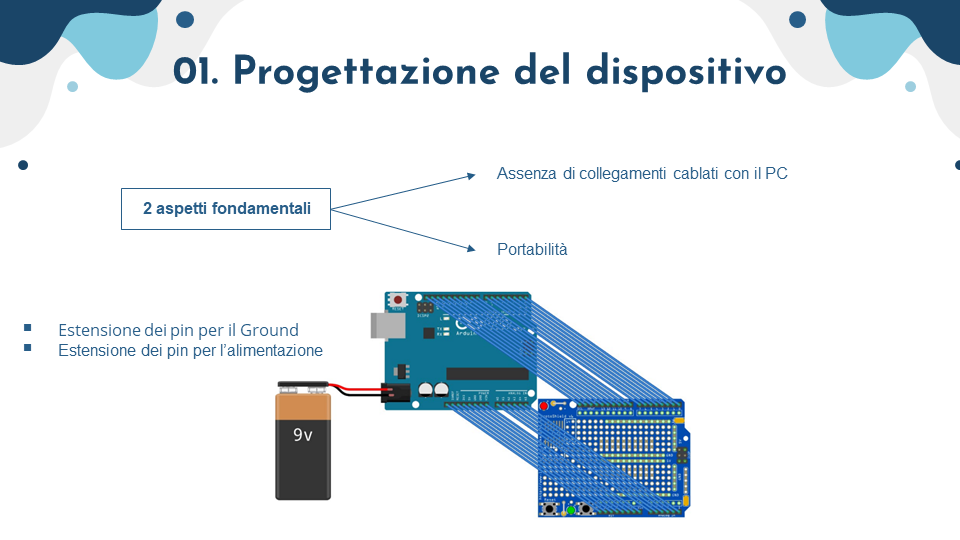 01. Progettazione del dispositivo
Assenza di collegamenti cablati con il PC
2 aspetti fondamentali
Portabilità
Estensione dei pin per il Ground
Estensione dei pin per l'alimentazione
9v